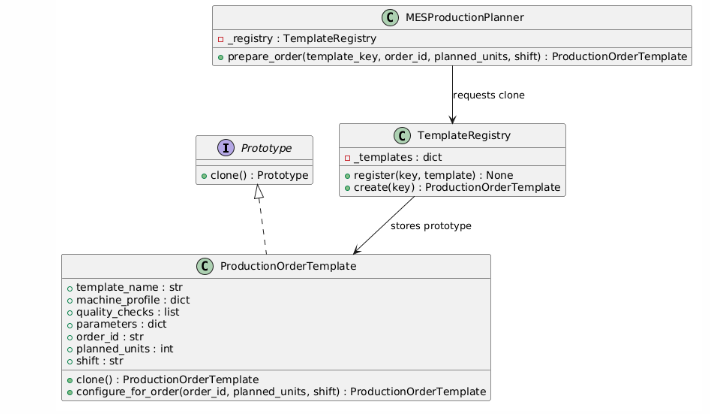 C MESProductionPlanner
_registry : TemplateRegistry
prepare_order(template_key, order_id, planned_units, shift) : ProductionOrderTemplate
requests clone
I Prototype
clone() : Prototype
C TemplateRegistry
_templates : dict
register(key, template) : None
create(key) : ProductionOrderTemplate
stores prototype
C ProductionOrderTemplate
template_name : str
machine_profile : dict
quality_checks : list
parameters : dict
order_id : str
planned_units : int
shift : str
clone() : ProductionOrderTemplate
configure_for_order(order_id, planned_units, shift) : ProductionOrderTemplate